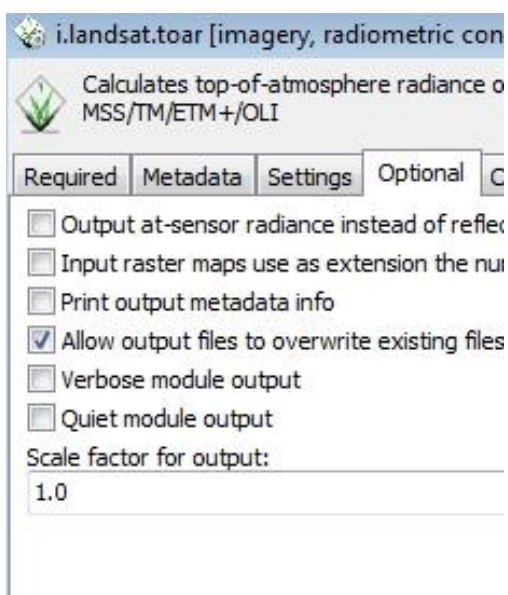 i.landsat.toar [imagery, radiometric con
Calculates top-of-atmosphere radiance o
MSS/TM/ETM+/OLI
Required Metadata Settings Optional C
Output at-sensor radiance instead of reflec
Input raster maps use as extension the nu
Print output metadata info
Allow output files to overwrite existing files
Verbose module output
Quiet module output
Scale factor for output:
1.0